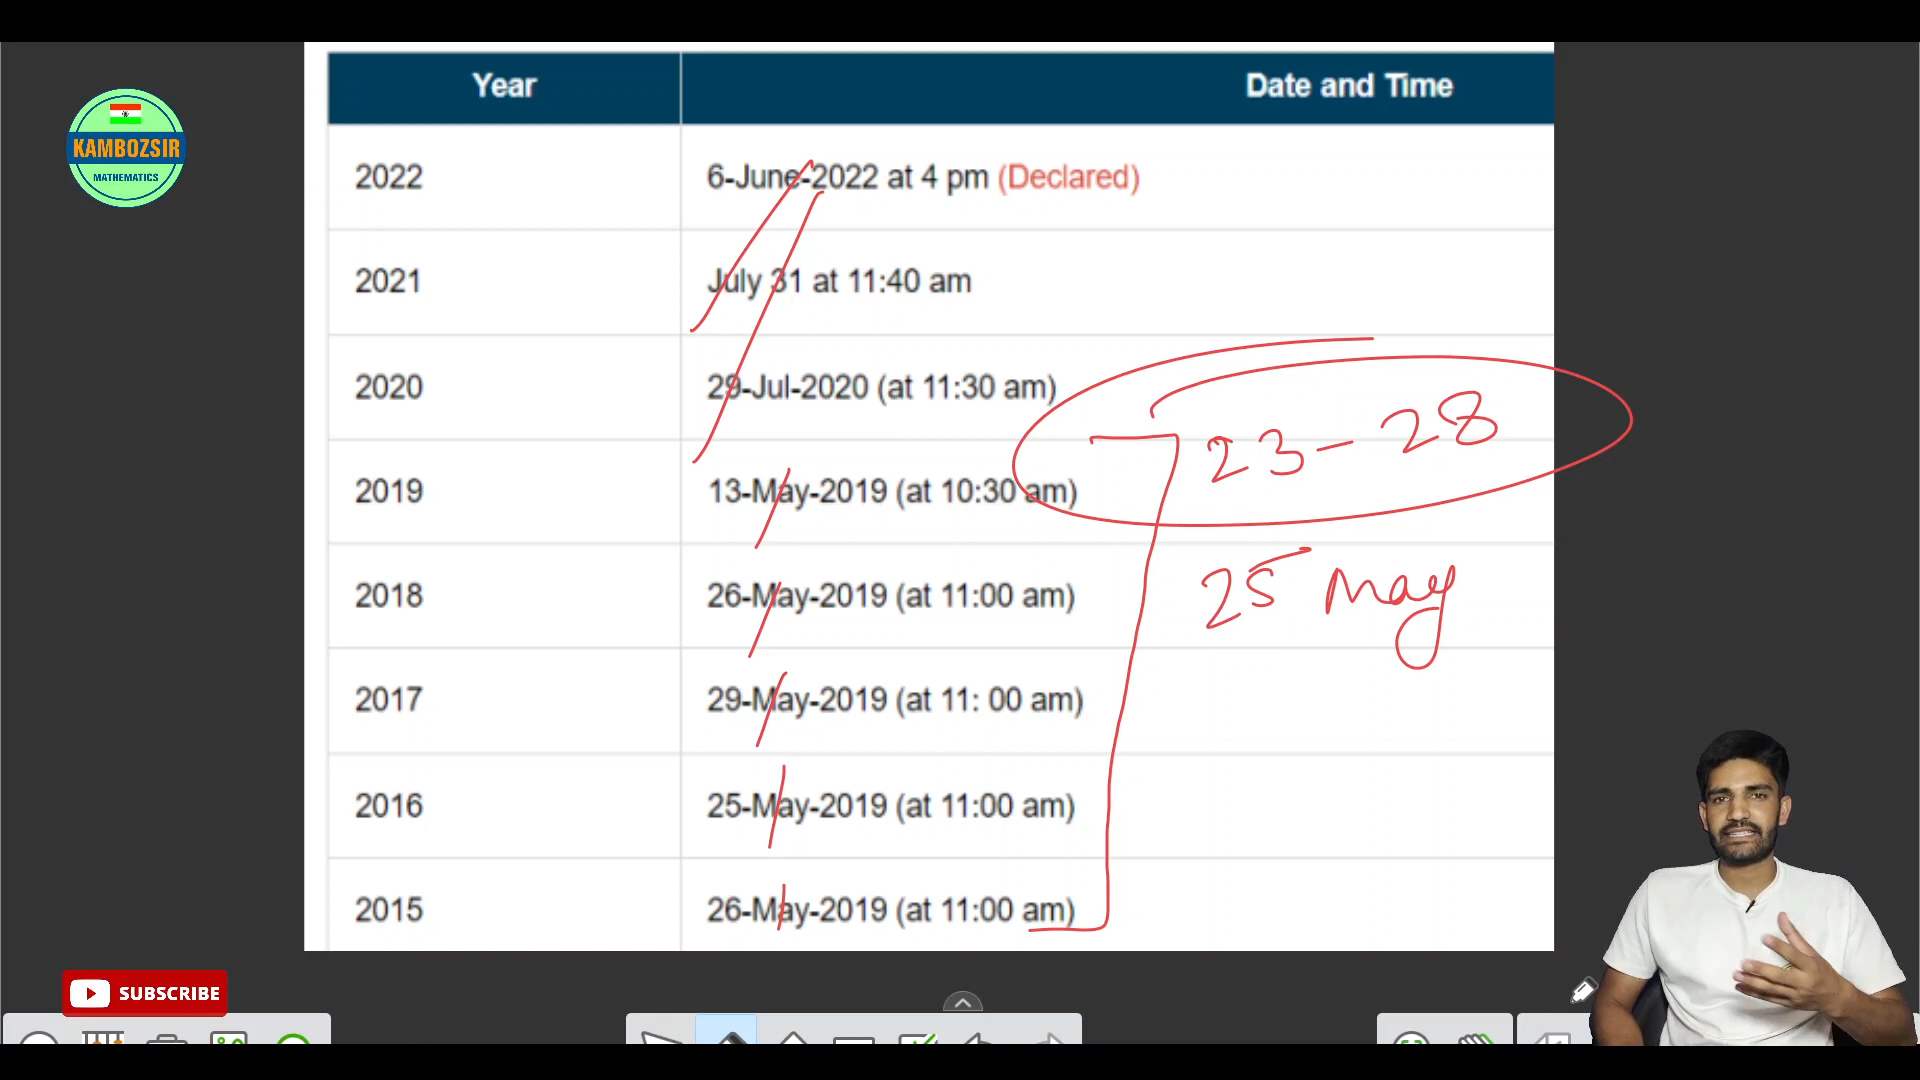 Year Date and Time
KAMBOZSIR
MATHEMATICS
2022 6-June-2022 at 4 pm (Declared)
2021 July 31 at 11:40 am
2020 29-Jul-2020 (at 11:30 am)
23-28
2019 13-May-2019 (at 10:30 am)
2018 26-May-2019 (at 11:00 am)
25 May
2017 29-May-2019 (at 11: 00 am)
2016 25-May-2019 (at 11:00 am)
2015 26-May-2019 (at 11:00 am)
SUBSCRIBE